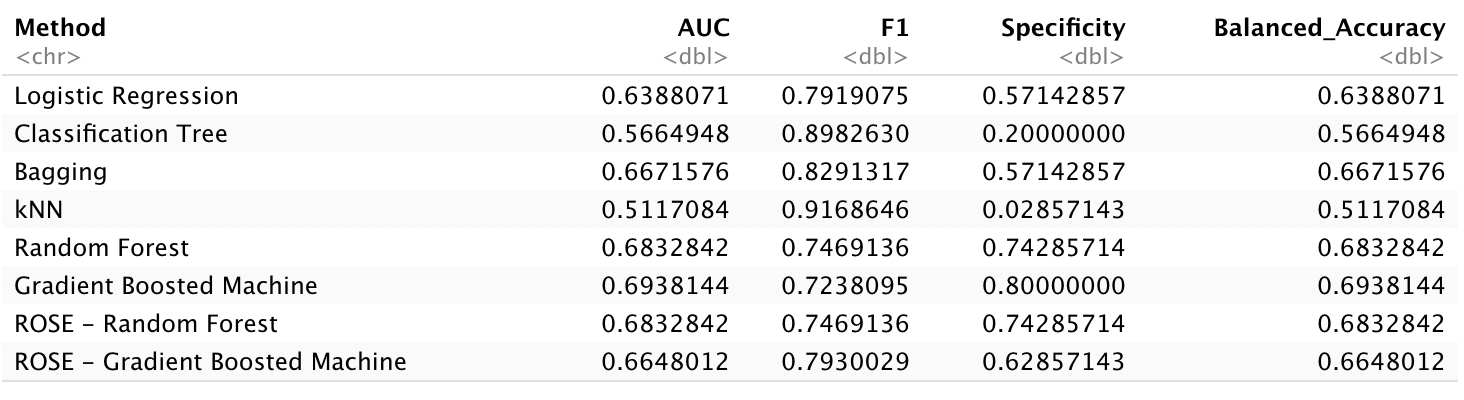 Method AUC F1 Specificity Balanced_Accuracy
<chr> <dbl> <dbl> <dbl> <dbl>
Logistic Regression 0.6388071 0.7919075 0.57142857 0.6388071
Classification Tree 0.5664948 0.8982630 0.20000000 0.5664948
Bagging 0.6671576 0.8291317 0.57142857 0.6671576
kNN 0.5117084 0.9168646 0.02857143 0.5117084
Random Forest 0.6832842 0.7469136 0.74285714 0.6832842
Gradient Boosted Machine 0.6938144 0.7238095 0.80000000 0.6938144
ROSE – Random Forest 0.6832842 0.7469136 0.74285714 0.6832842
ROSE – Gradient Boosted Machine 0.6648012 0.7930029 0.62857143 0.6648012